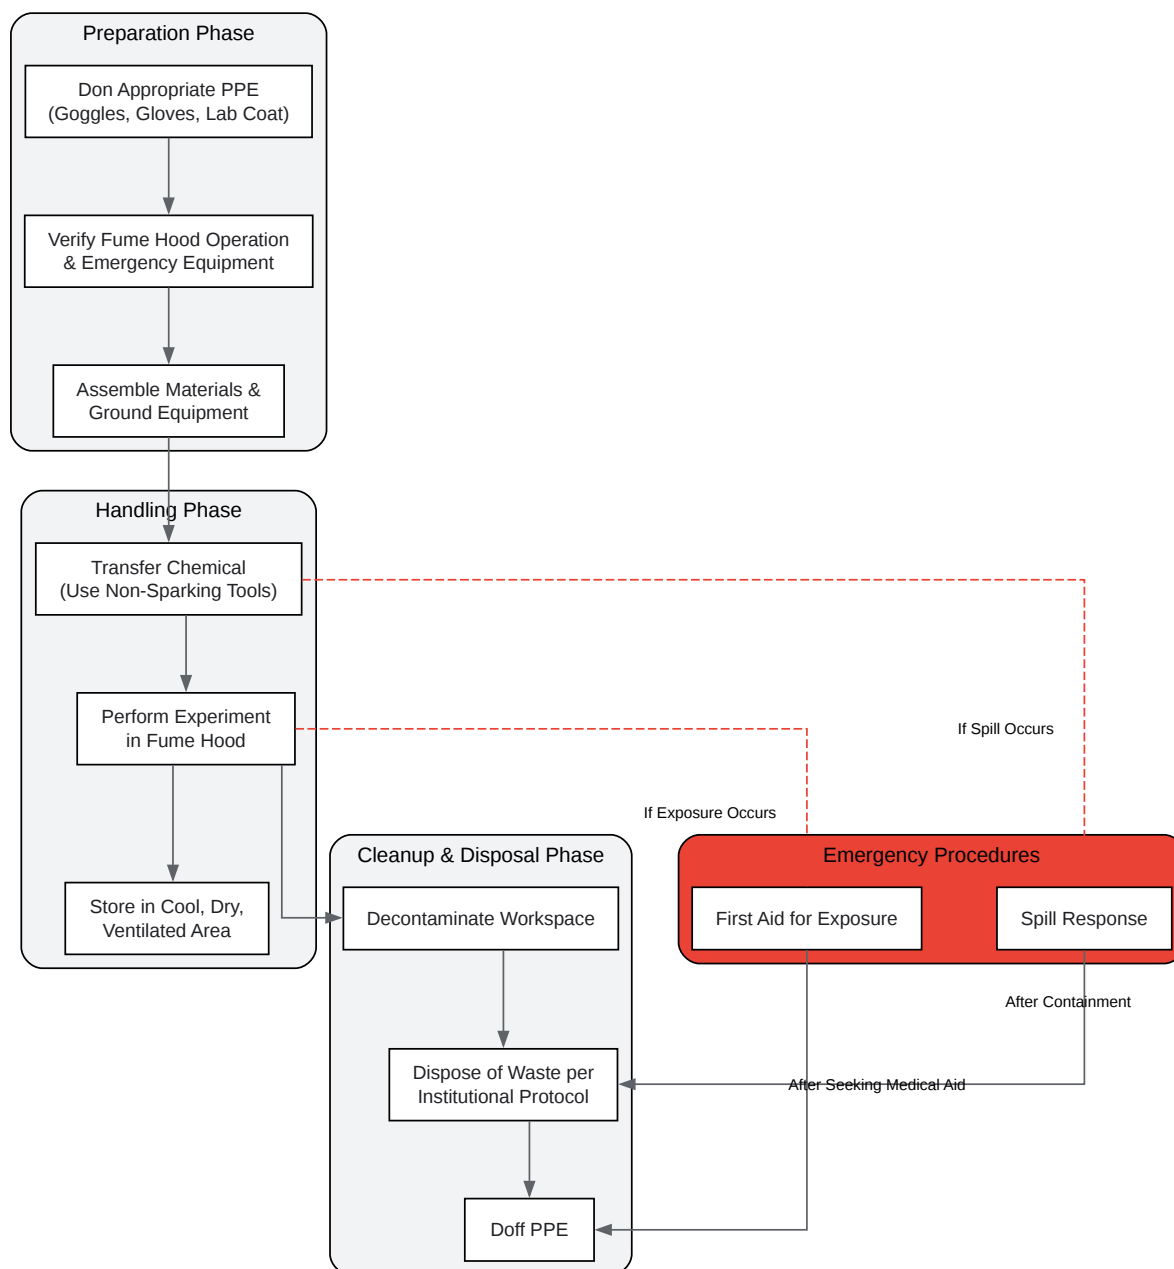 Preparation Phase
Don Appropriate PPE
(Goggles, Gloves, Lab Coat)
Verify Fume Hood Operation
& Emergency Equipment
Assemble Materials &
Ground Equipment
Handling Phase
Transfer Chemical
(Use Non-Sparking Tools)
Perform Experiment
in Fume Hood
If Spill Occurs
If Exposure Occurs
Store in Cool, Dry,
Ventilated Area
Cleanup & Disposal Phase
Decontaminate Workspace
Emergency Procedures
First Aid for Exposure
Spill Response
After Containment
Dispose of Waste per
Institutional Protocol
After Seeking Medical Aid
Doff PPE